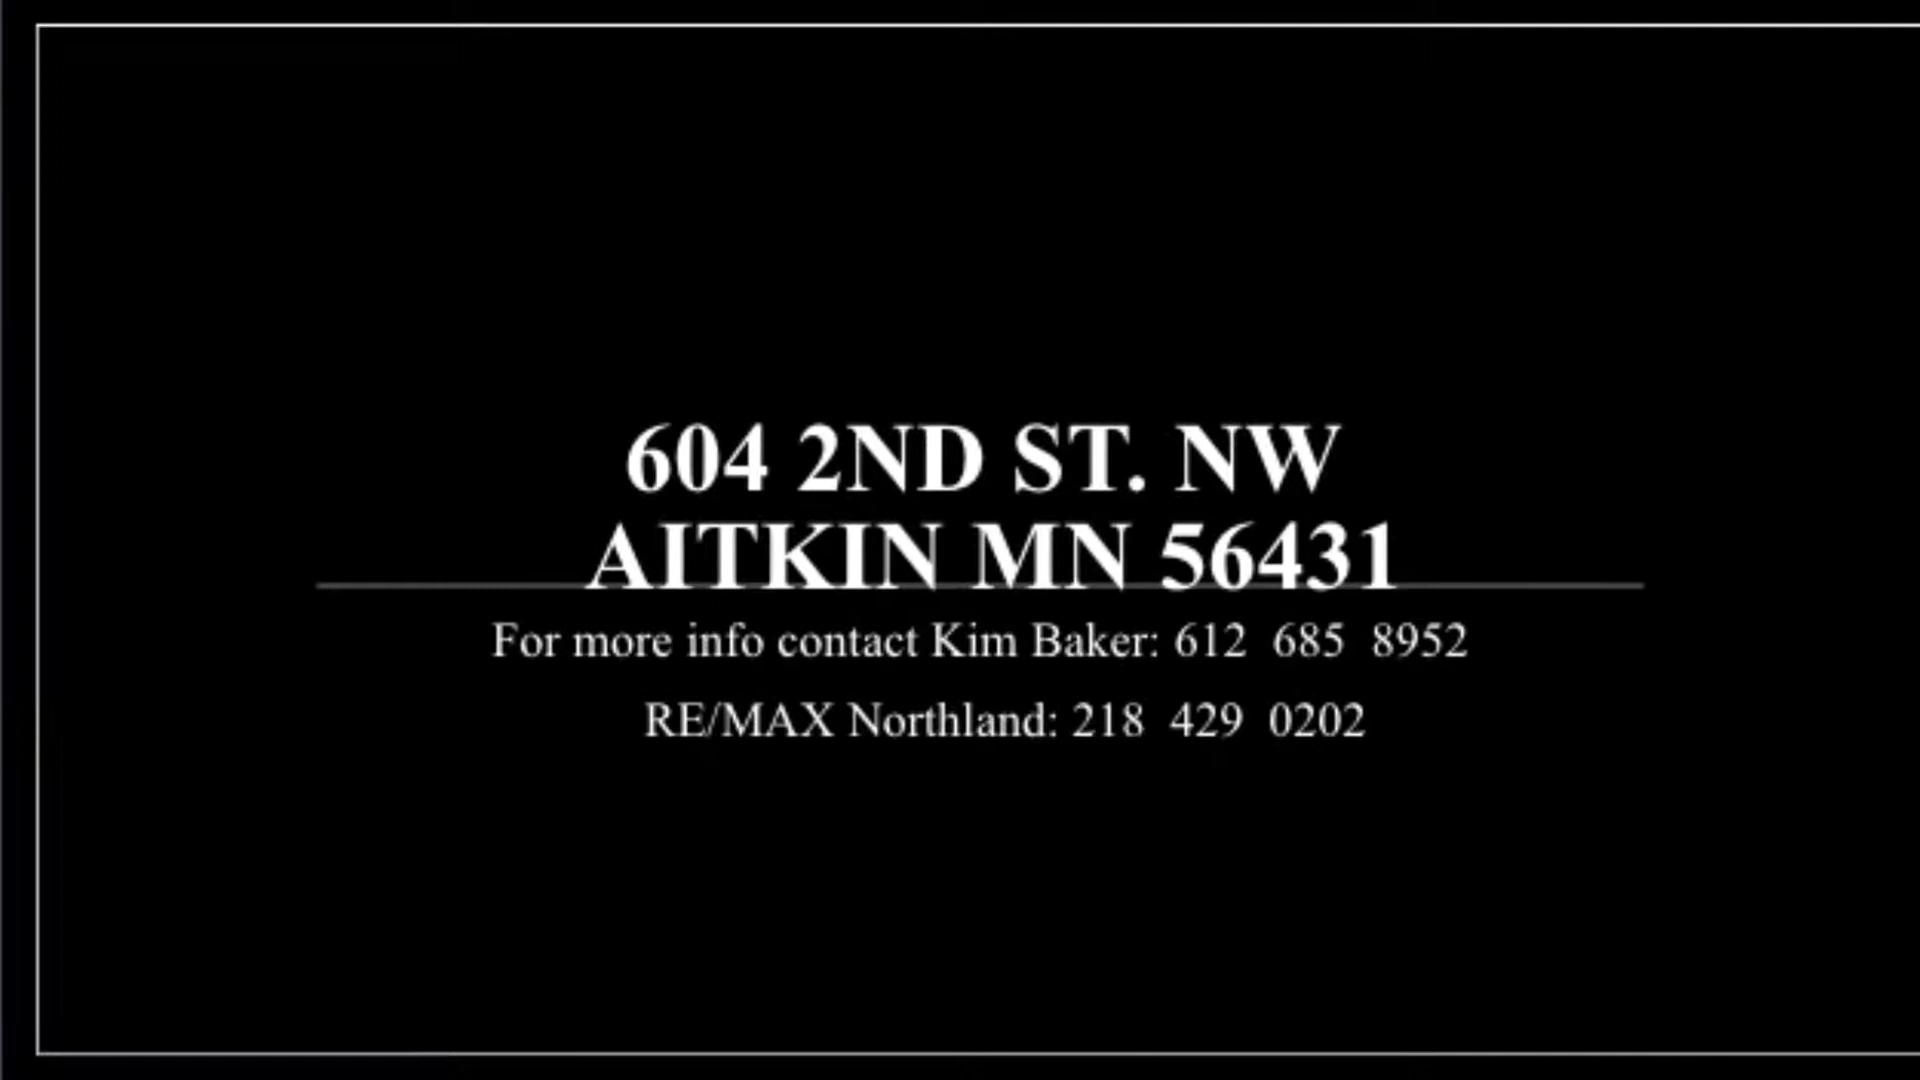 604 2ND ST. NW
AITKIN MN 56431
For more info contact Kim Baker: 612 685 8952
RE/MAX Northland: 218 429 0202